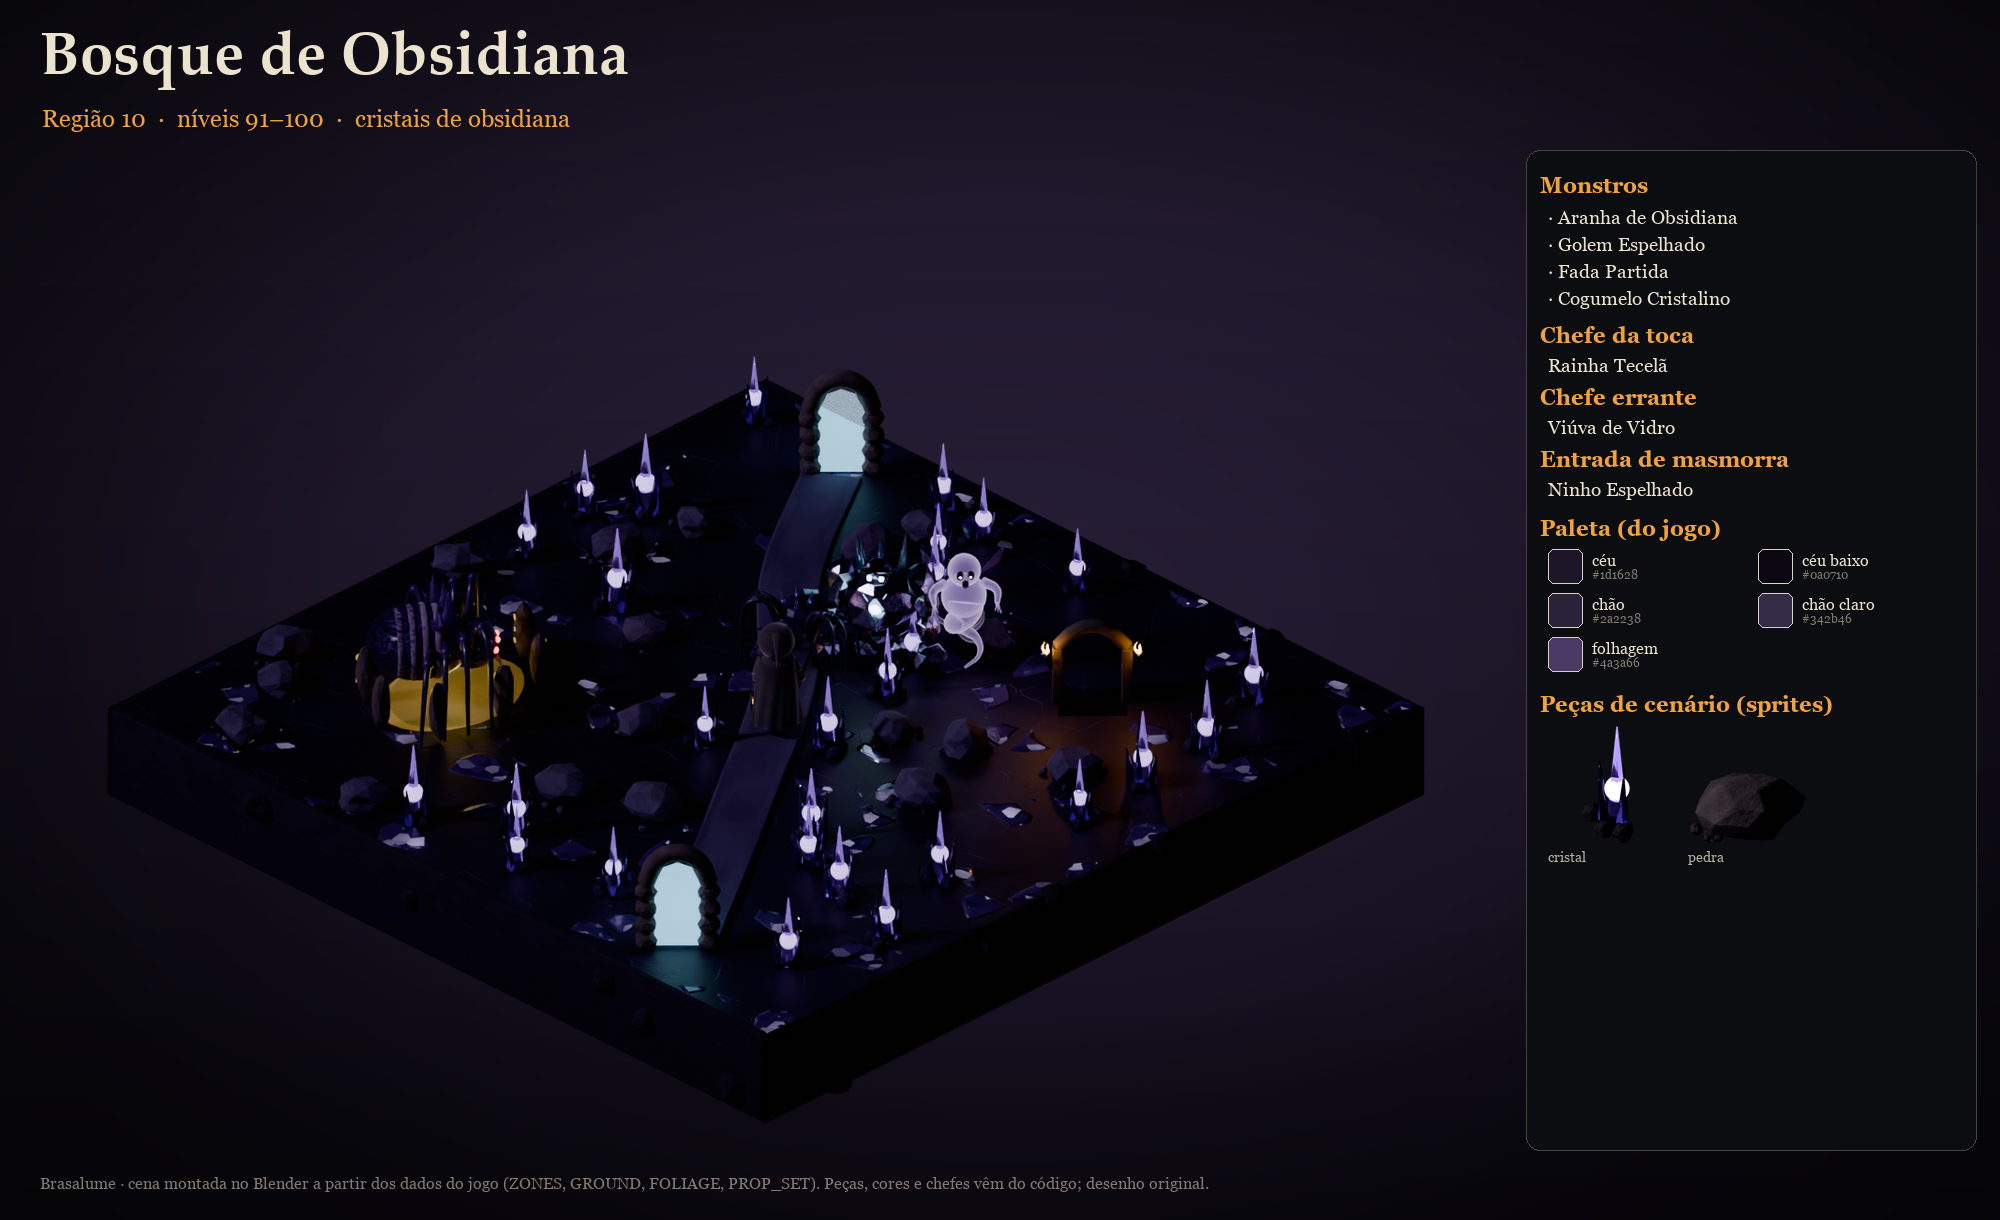 Bosque de Obsidiana
Região 10 · níveis 91–100 · cristais de obsidiana
Monstros
· Aranha de Obsidiana
· Golem Espelhado
· Fada Partida
· Cogumelo Cristalino
Chefe da toca
Rainha Tecelã
Chefe errante
Viúva de Vidro
Entrada de masmorra
Ninho Espelhado
Paleta (do jogo)
céu
#1d1628
céu baixo
#0a0710
chão
#2a2238
chão claro
#342b46
folhagem
#4a3a66
Peças de cenário (sprites)
cristal
pedra
Brasalume · cena montada no Blender a partir dos dados do jogo (ZONES, GROUND, FOLIAGE, PROP_SET). Peças, cores e chefes vêm do código; desenho original.